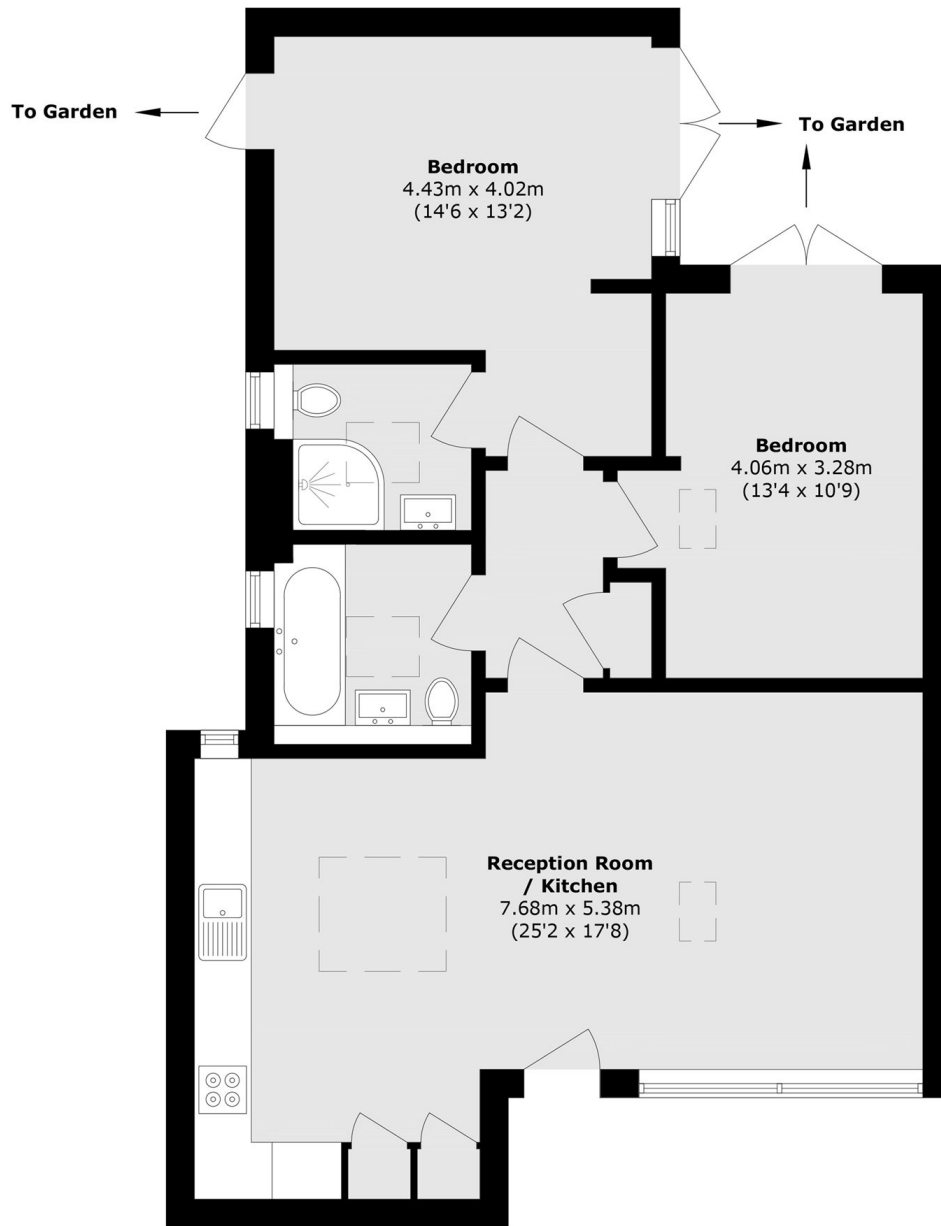 To Garden
To Garden
Bedroom
4.43m x 4.02m
(14'6 x 13'2)
Bedroom
4.06m x 3.28m
(13'4 x 10'9)
Reception Room
/ Kitchen
7.68m x 5.38m
(25'2 x 17'8)